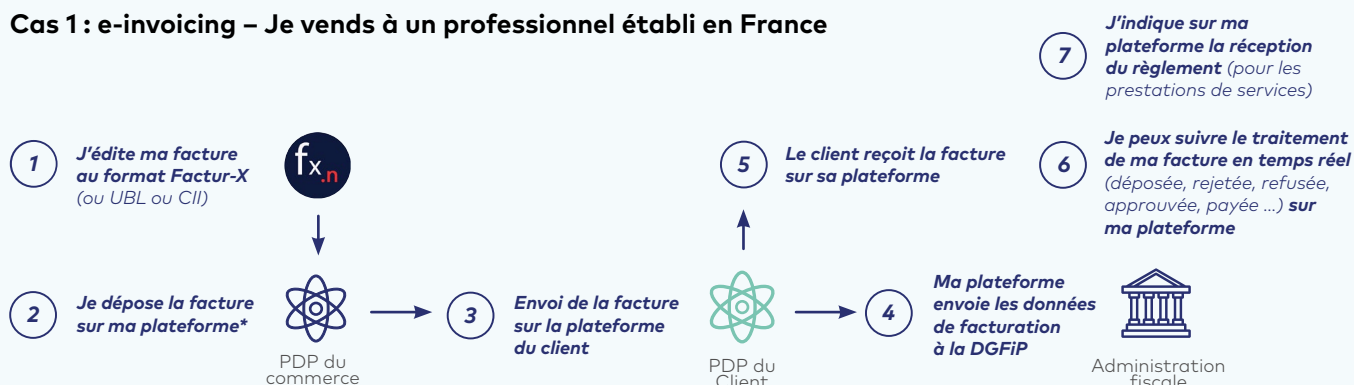 Cas 1 : e-invoicing – Je vends à un professionnel établi en France
1
J'édite ma facture
au format Factur-X
(ou UBL ou CII)
fx.n
2
Je dépose la facture
sur ma plateforme*
PDP du
commerce
3
Envoi de la facture
sur la plateforme
du client
PDP du
Client
4
Ma plateforme
envoie les données
de facturation
à la DGFiP
Administration
fiscale
5
Le client reçoit la facture
sur sa plateforme
6
Je peux suivre le traitement
de ma facture en temps réel
(déposée, rejetée, refusée,
approuvée, payée ...) sur
ma plateforme
7
J'indique sur ma
plateforme la réception
du règlement (pour les
prestations de services)